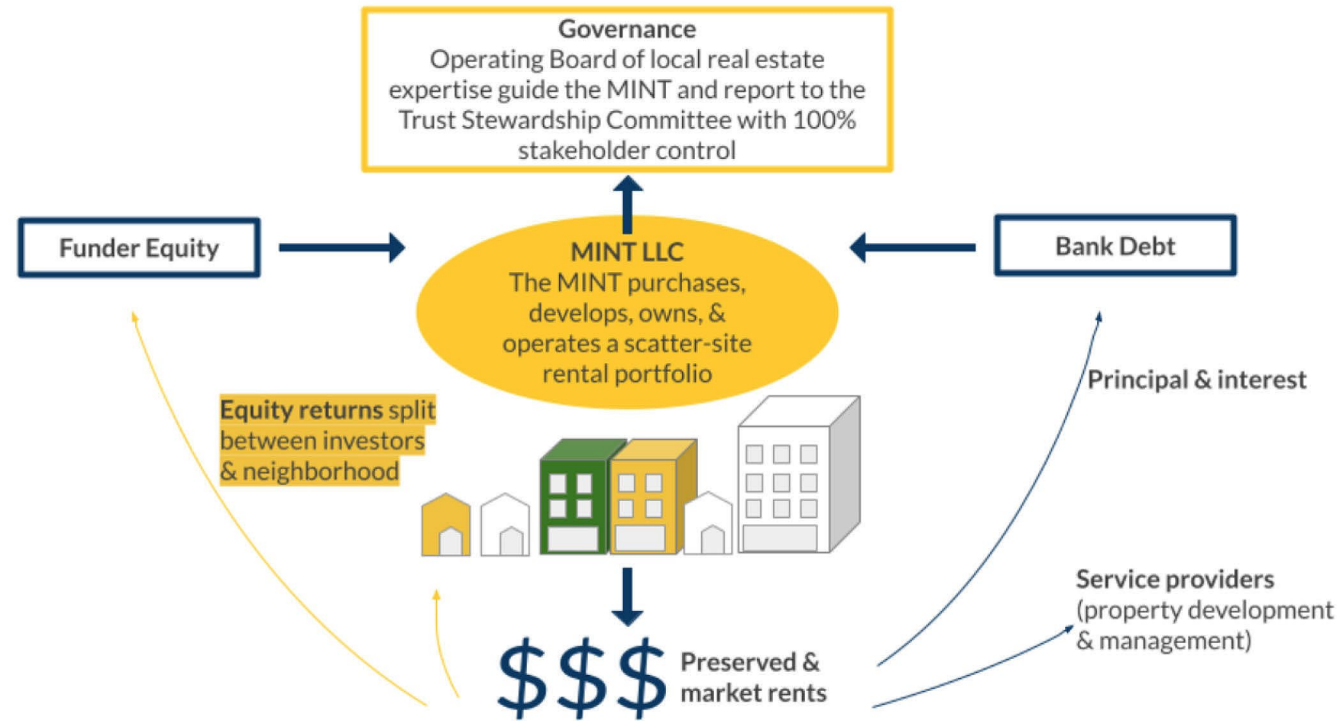 Governance
Operating Board of local real estate
expertise guide the MINT and report to the
Trust Stewardship Committee with 100%
stakeholder control
Funder Equity
MINT LLC
The MINT purchases,
develops, owns, &
operates a scatter-site
rental portfolio
Bank Debt
Equity returns split
between investors
& neighborhood
Principal & interest
Service providers
(property development
& management)
$$$
Preserved &
market rents